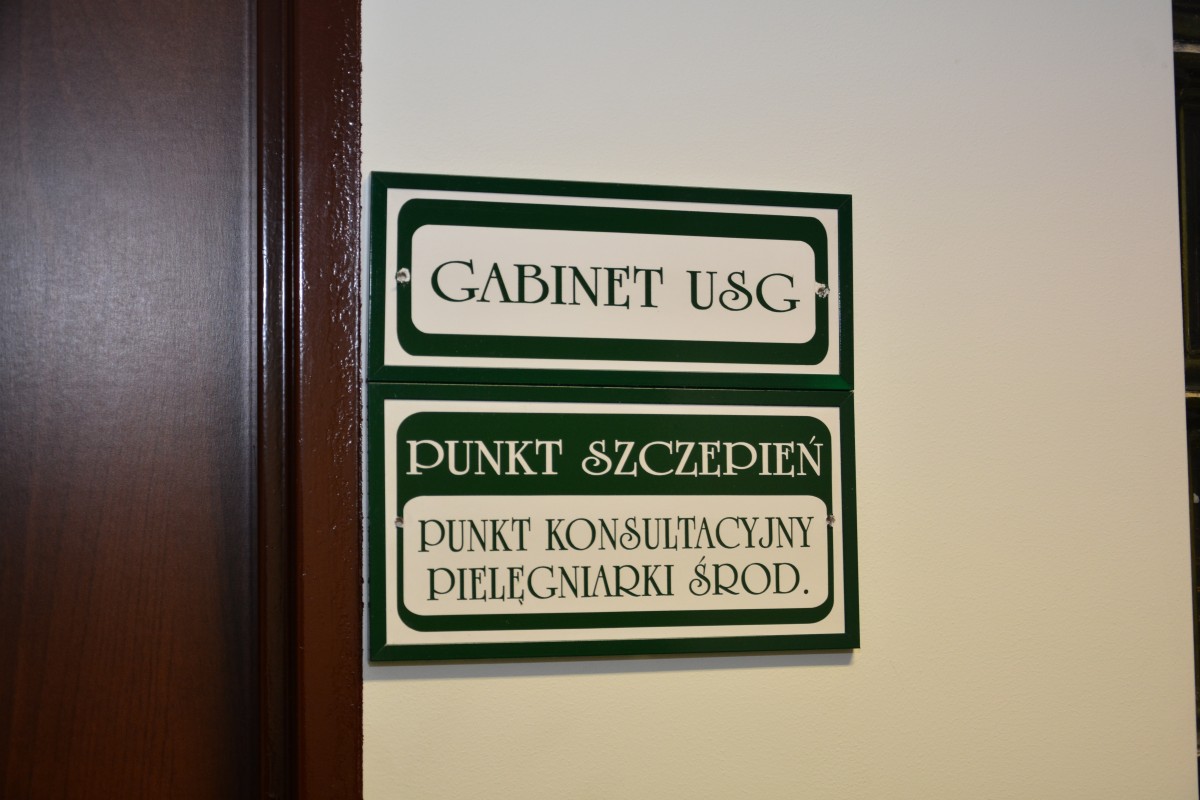 GABINET USG
PUNKT SZCZEPIEŃ
PUNKT KONSULTACYJNY
PIELĘGNIARKI ŚROD.